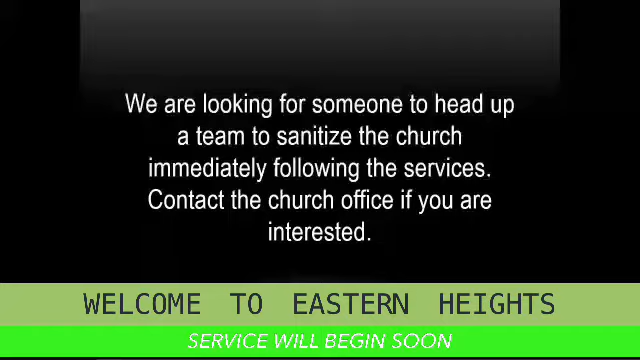 We are looking for someone to head up
a team to sanitize the church
immediately following the services.
Contact the church office if you are
interested.
WELCOME TO EASTERN HEIGHTS
SERVICE WILL BEGIN SOON